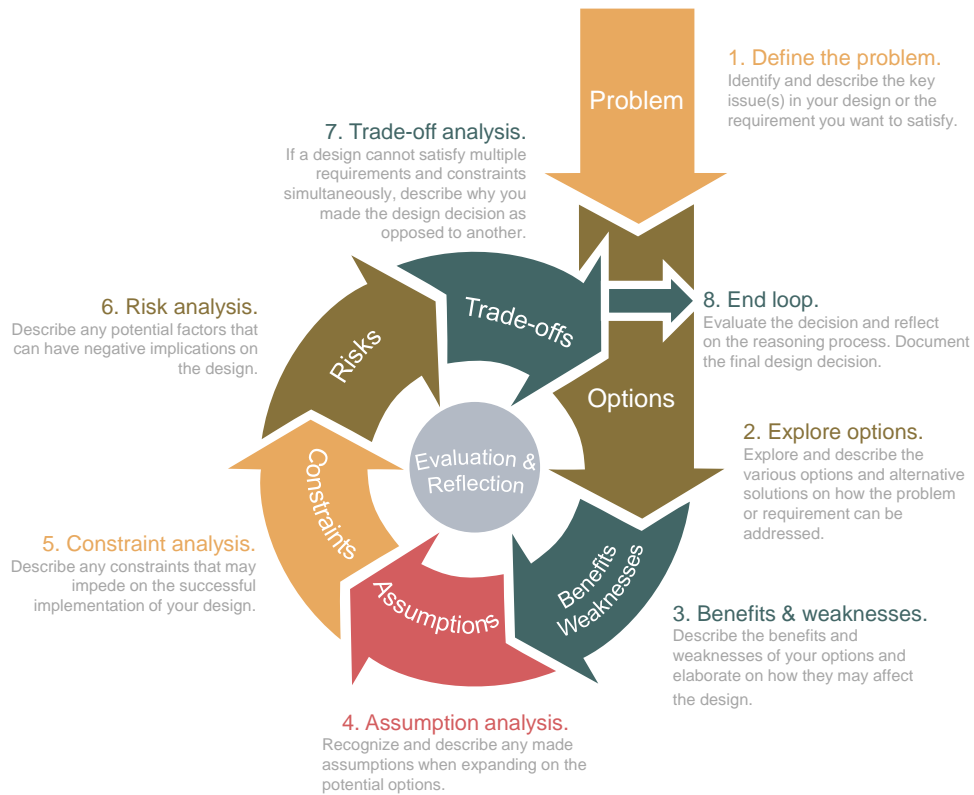 Problem
1. Define the problem.
Identify and describe the key
issue(s) in your design or the
requirement you want to satisfy.
7. Trade-off analysis.
If a design cannot satisfy multiple
requirements and constraints
simultaneously, describe why you
made the design decision as
opposed to another.
Trade-offs
8. End loop.
Evaluate the decision and reflect
on the reasoning process. Document
the final design decision.
6. Risk analysis.
Describe any potential factors that
can have negative implications on
the design.
Risks
Options
2. Explore options.
Explore and describe the
various options and alternative
solutions on how the problem
or requirement can be
addressed.
Evaluation &
Reflection
Constraints
5. Constraint analysis.
Describe any constraints that may
impede on the successful
implementation of your design.
Benefits
Weaknesses
3. Benefits & weaknesses.
Describe the benefits and
weaknesses of your options and
elaborate on how they may affect
the design.
Assumptions
4. Assumption analysis.
Recognize and describe any made
assumptions when expanding on the
potential options.